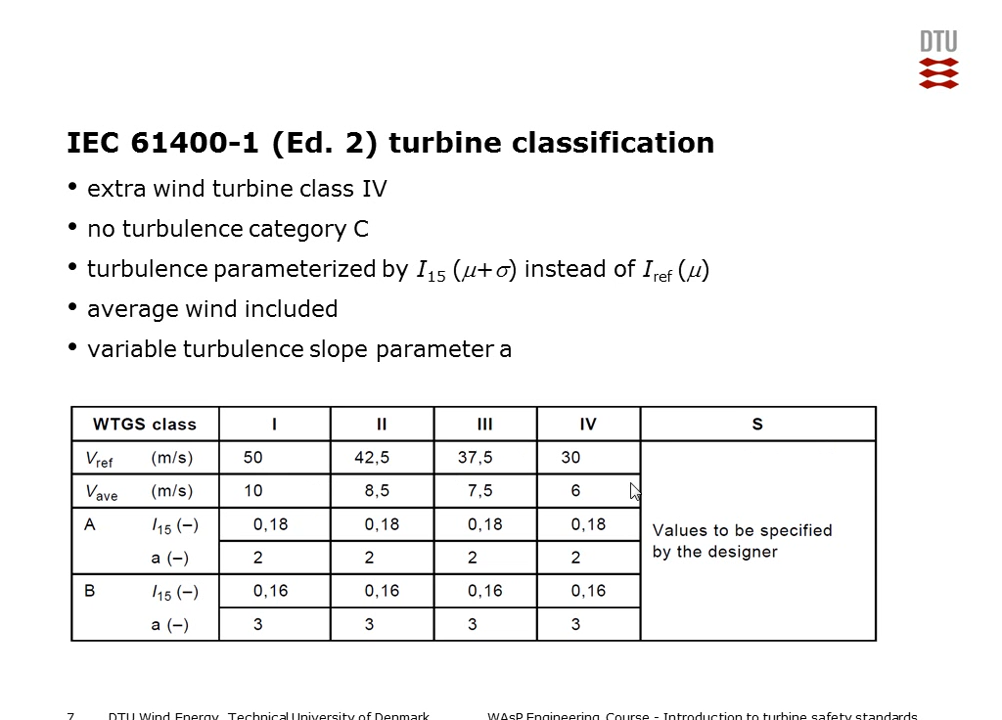 DTU
IEC 61400-1 (Ed. 2) turbine classification
• extra wind turbine class IV
• no turbulence category C
• turbulence parameterized by I15 (μ+σ) instead of Iref (μ)
• average wind included
• variable turbulence slope parameter a
WTGS class I II III IV S
Vref (m/s) 50 42,5 37,5 30
Vave (m/s) 10 8,5 7,5 6
A I15 (–) 0,18 0,18 0,18 0,18
a (–) 2 2 2 2
B I15 (–) 0,16 0,16 0,16 0,16
a (–) 3 3 3 3
Values to be specified
by the designer
7 DTU Wind Energy, Technical University of Denmark WAsP Engineering Course - Introduction to turbine safety standards